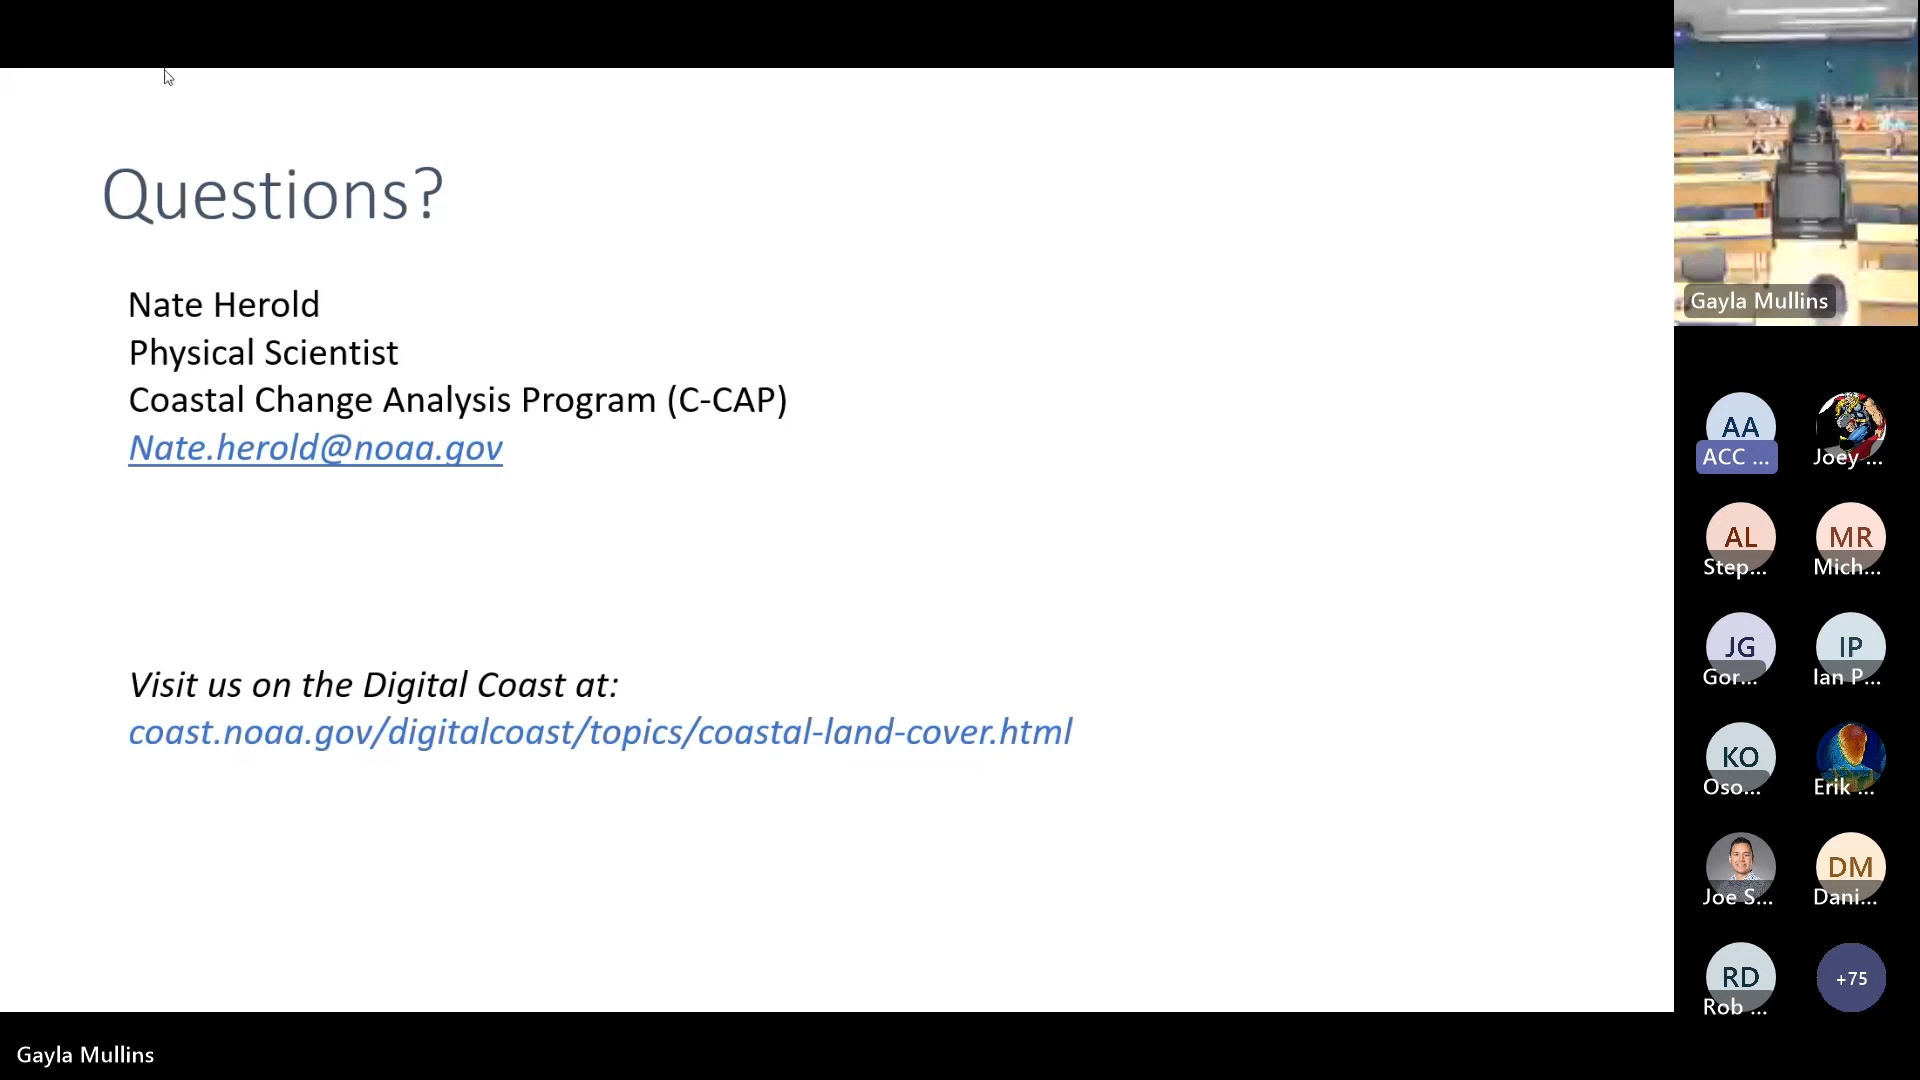 Questions?
Nate Herold
Physical Scientist
Coastal Change Analysis Program (C-CAP)
Nate.herold@noaa.gov
Visit us on the Digital Coast at:
coast.noaa.gov/digitalcoast/topics/coastal-land-cover.html
Gayla Mullins
AA
ACC ...
Joey ...
AL
Step...
MR
Mich...
JG
Gor...
IP
Ian P...
KO
Oso...
Erik ...
Joe S...
DM
Dani...
RD
Rob ...
+75
Gayla Mullins